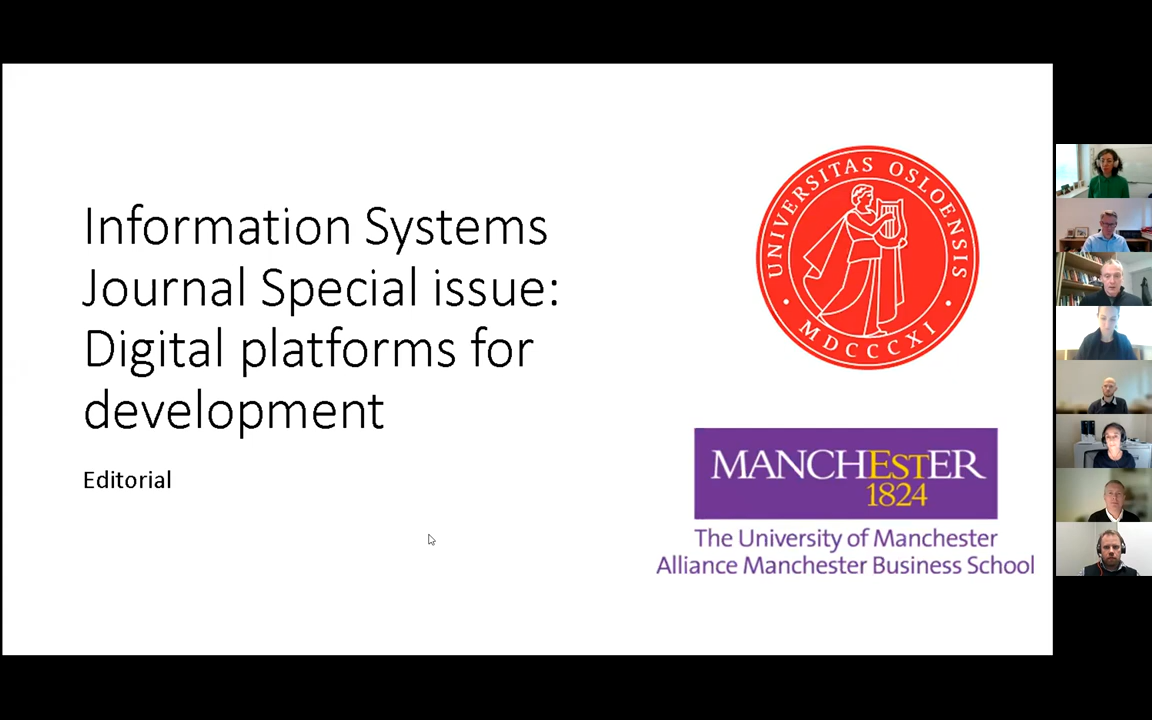 Information Systems
Journal Special issue:
Digital platforms for
development
Editorial
UNIVERSITAS OSLOENSIS
MDCCCXI
MANCHESTER
1824
The University of Manchester
Alliance Manchester Business School